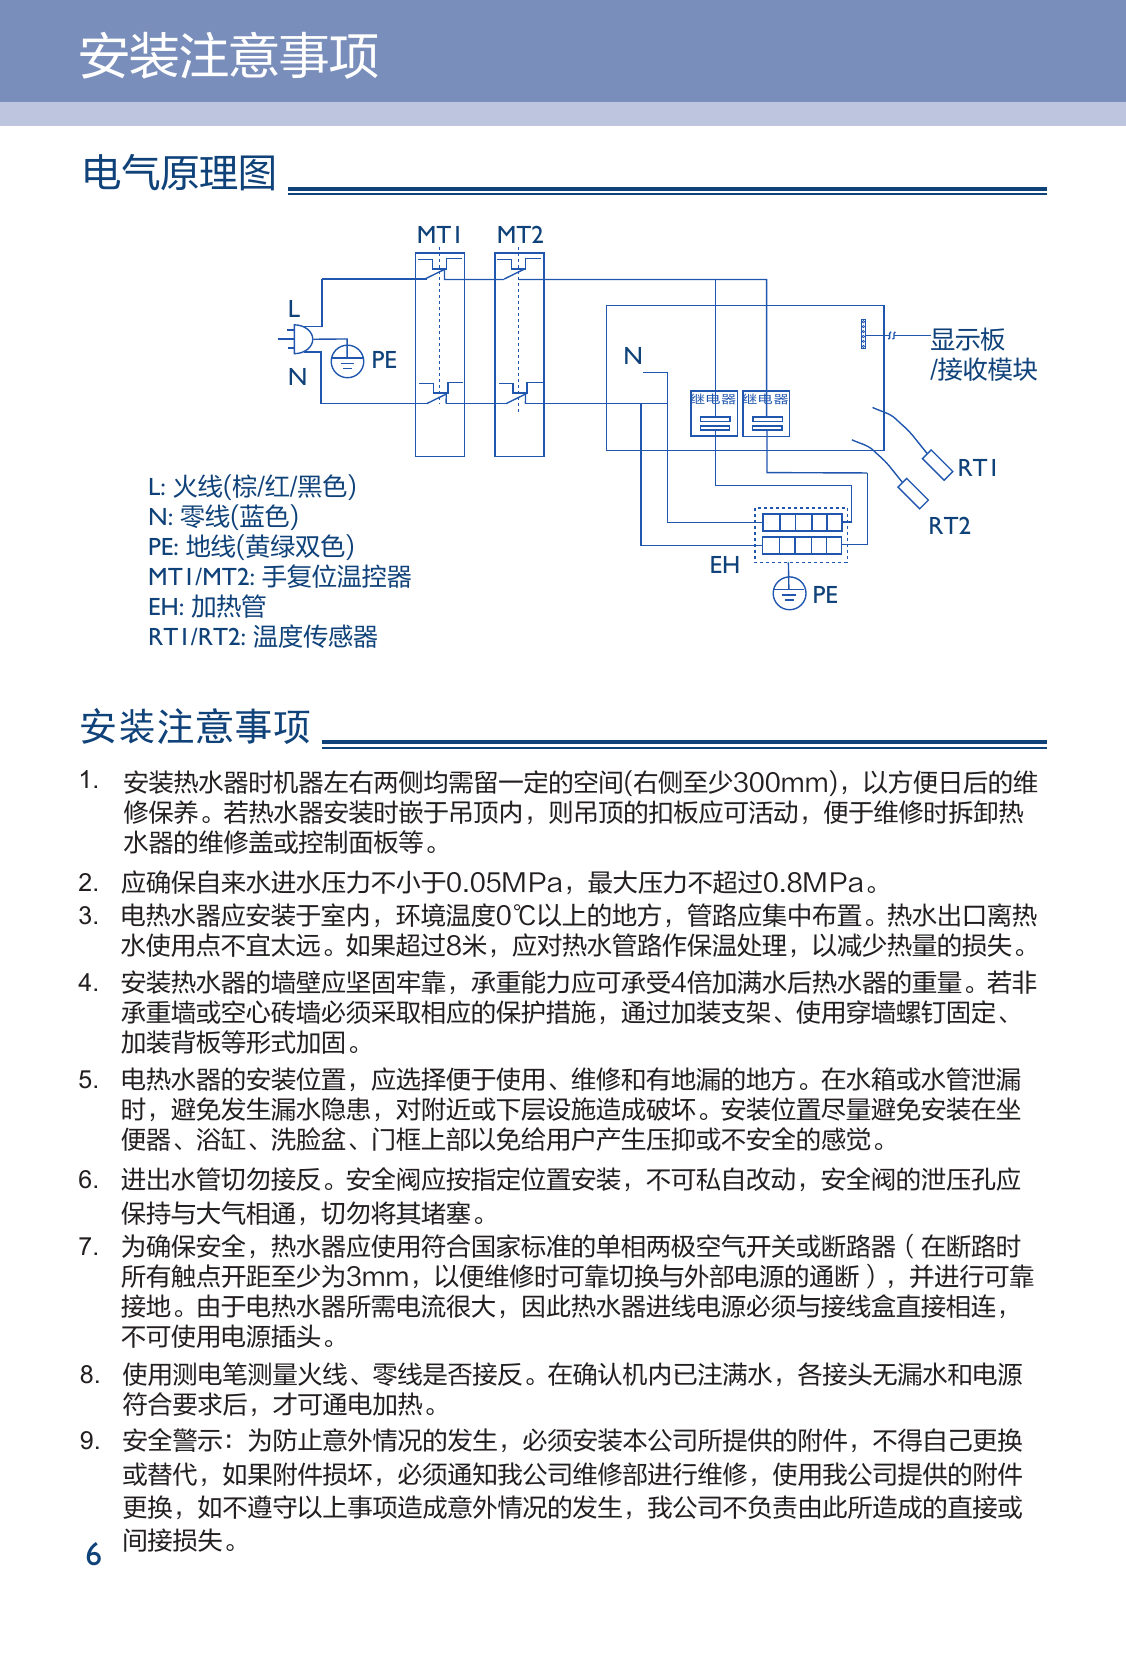 安装注意事项
电气原理图
MT1 MT2
L
N
PE
N
继电器 继电器
显示板
/接收模块
RT1
RT2
EH
PE
L: 火线(棕/红/黑色)
N: 零线(蓝色)
PE: 地线(黄绿双色)
MT1/MT2: 手复位温控器
EH: 加热管
RT1/RT2: 温度传感器
安装注意事项
1. 安装热水器时机器左右两侧均需留一定的空间(右侧至少300mm)，以方便日后的维
修保养。若热水器安装时嵌于吊顶内，则吊顶的扣板应可活动，便于维修时拆卸热
水器的维修盖或控制面板等。
2. 应确保自来水进水压力不小于0.05MPa，最大压力不超过0.8MPa。
3. 电热水器应安装于室内，环境温度0℃以上的地方，管路应集中布置。热水出口离热
水使用点不宜太远。如果超过8米，应对热水管路作保温处理，以减少热量的损失。
4. 安装热水器的墙壁应坚固牢靠，承重能力应可承受4倍加满水后热水器的重量。若非
承重墙或空心砖墙必须采取相应的保护措施，通过加装支架、使用穿墙螺钉固定、
加装背板等形式加固。
5. 电热水器的安装位置，应选择便于使用、维修和有地漏的地方。在水箱或水管泄漏
时，避免发生漏水隐患，对附近或下层设施造成破坏。安装位置尽量避免安装在坐
便器、浴缸、洗脸盆、门框上部以免给用户产生压抑或不安全的感觉。
6. 进出水管切勿接反。安全阀应按指定位置安装，不可私自改动，安全阀的泄压孔应
保持与大气相通，切勿将其堵塞。
7. 为确保安全，热水器应使用符合国家标准的单相两极空气开关或断路器（在断路时
所有触点开距至少为3mm，以便维修时可靠切换与外部电源的通断），并进行可靠
接地。由于电热水器所需电流很大，因此热水器进线电源必须与接线盒直接相连，
不可使用电源插头。
8. 使用测电笔测量火线、零线是否接反。在确认机内已注满水，各接头无漏水和电源
符合要求后，才可通电加热。
9. 安全警示：为防止意外情况的发生，必须安装本公司所提供的附件，不得自己更换
或替代，如果附件损坏，必须通知我公司维修部进行维修，使用我公司提供的附件
更换，如不遵守以上事项造成意外情况的发生，我公司不负责由此所造成的直接或
间接损失。
6